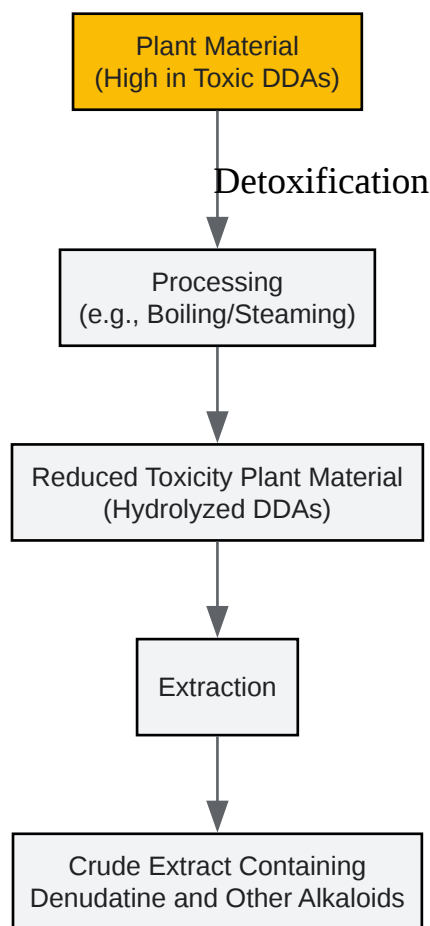 Plant Material
(High in Toxic DDAs)
Detoxification
Processing
(e.g., Boiling/Steaming)
Reduced Toxicity Plant Material
(Hydrolyzed DDAs)
Extraction
Crude Extract Containing
Denudatine and Other Alkaloids